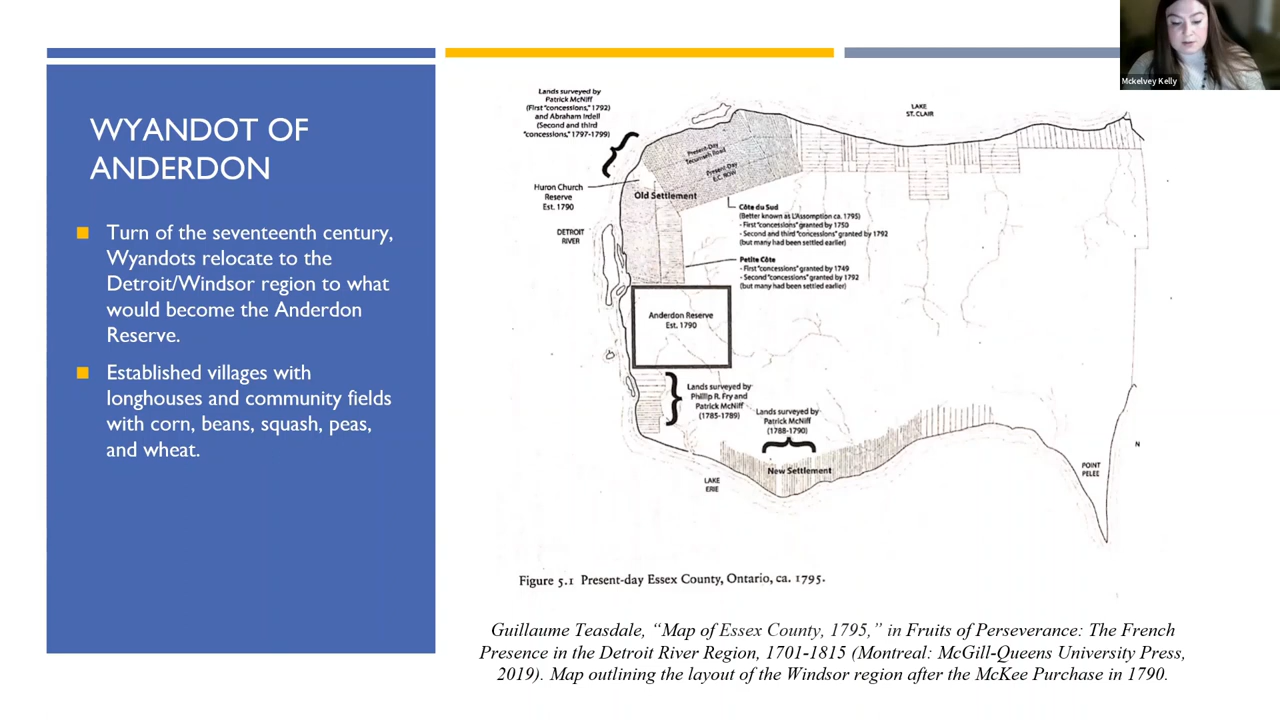 WYANDOT OF
ANDERDON
Turn of the seventeenth century,
Wyandots relocate to the
Detroit/Windsor region to what
would become the Anderdon
Reserve.
Established villages with
longhouses and community fields
with corn, beans, squash, peas,
and wheat.
Lands surveyed by
Patrick McNiff
(First "concessions," 1792)
and Abraham Iredell
(Second and third
"concessions," 1797-1799)
LAKE
ST. CLAIR
Present-Day
Tecumseh Road
Present-Day
E.C. ROW
Huron Church
Reserve
Est. 1790
Old Settlement
DETROIT
RIVER
Côte du Sud
(Better known as L'Assomption ca. 1795)
- First "concessions" granted by 1750
- Second and third "concessions" granted by 1792
(but many had been settled earlier)
Petite Côte
- First "concessions" granted by 1749
- Second "concessions" granted by 1792
(but many had been settled earlier)
Anderdon Reserve
Est. 1790
Lands surveyed by
Phillip R. Fry and
Patrick McNiff
(1785-1789)
Lands surveyed by
Patrick McNiff
(1788-1790)
New Settlement
LAKE
ERIE
POINT
PELEE
N
Figure 5.1 Present-day Essex County, Ontario, ca. 1795.
Guillaume Teasdale, “Map of Essex County, 1795,” in Fruits of Perseverance: The French
Presence in the Detroit River Region, 1701-1815 (Montreal: McGill-Queens University Press,
2019). Map outlining the layout of the Windsor region after the McKee Purchase in 1790.
Mckelvey Kelly